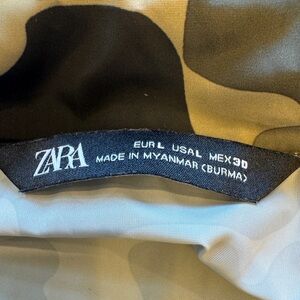 ZARA
EUR L USA L MEX 30
MADE IN MYANMAR (BURMA)